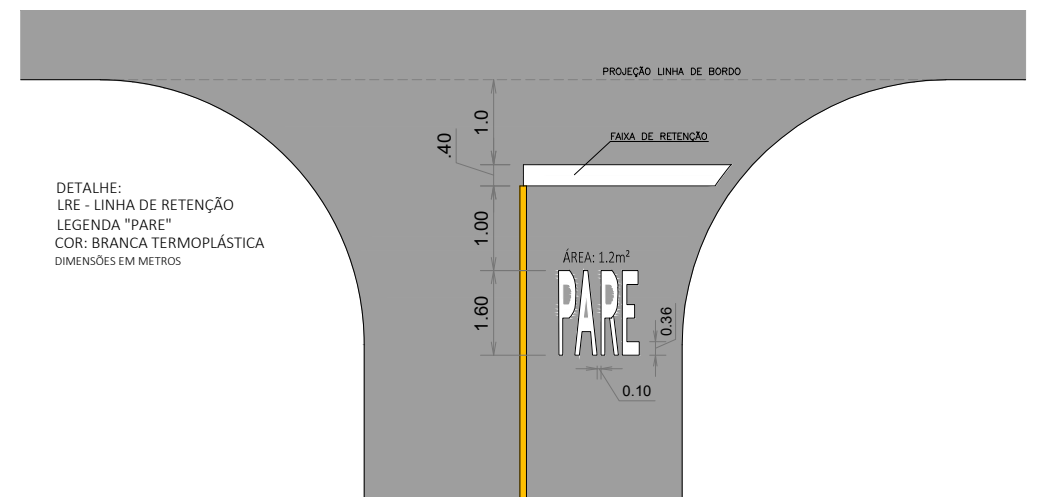 PROJEÇÃO LINHA DE BORDO
1.0
.40
FAIXA DE RETENÇÃO
DETALHE:
LRE - LINHA DE RETENÇÃO
LEGENDA "PARE"
COR: BRANCA TERMOPLÁSTICA
DIMENSÕES EM METROS
1.00
ÁREA: 1.2m²
PARE
1.60
0.36
0.10